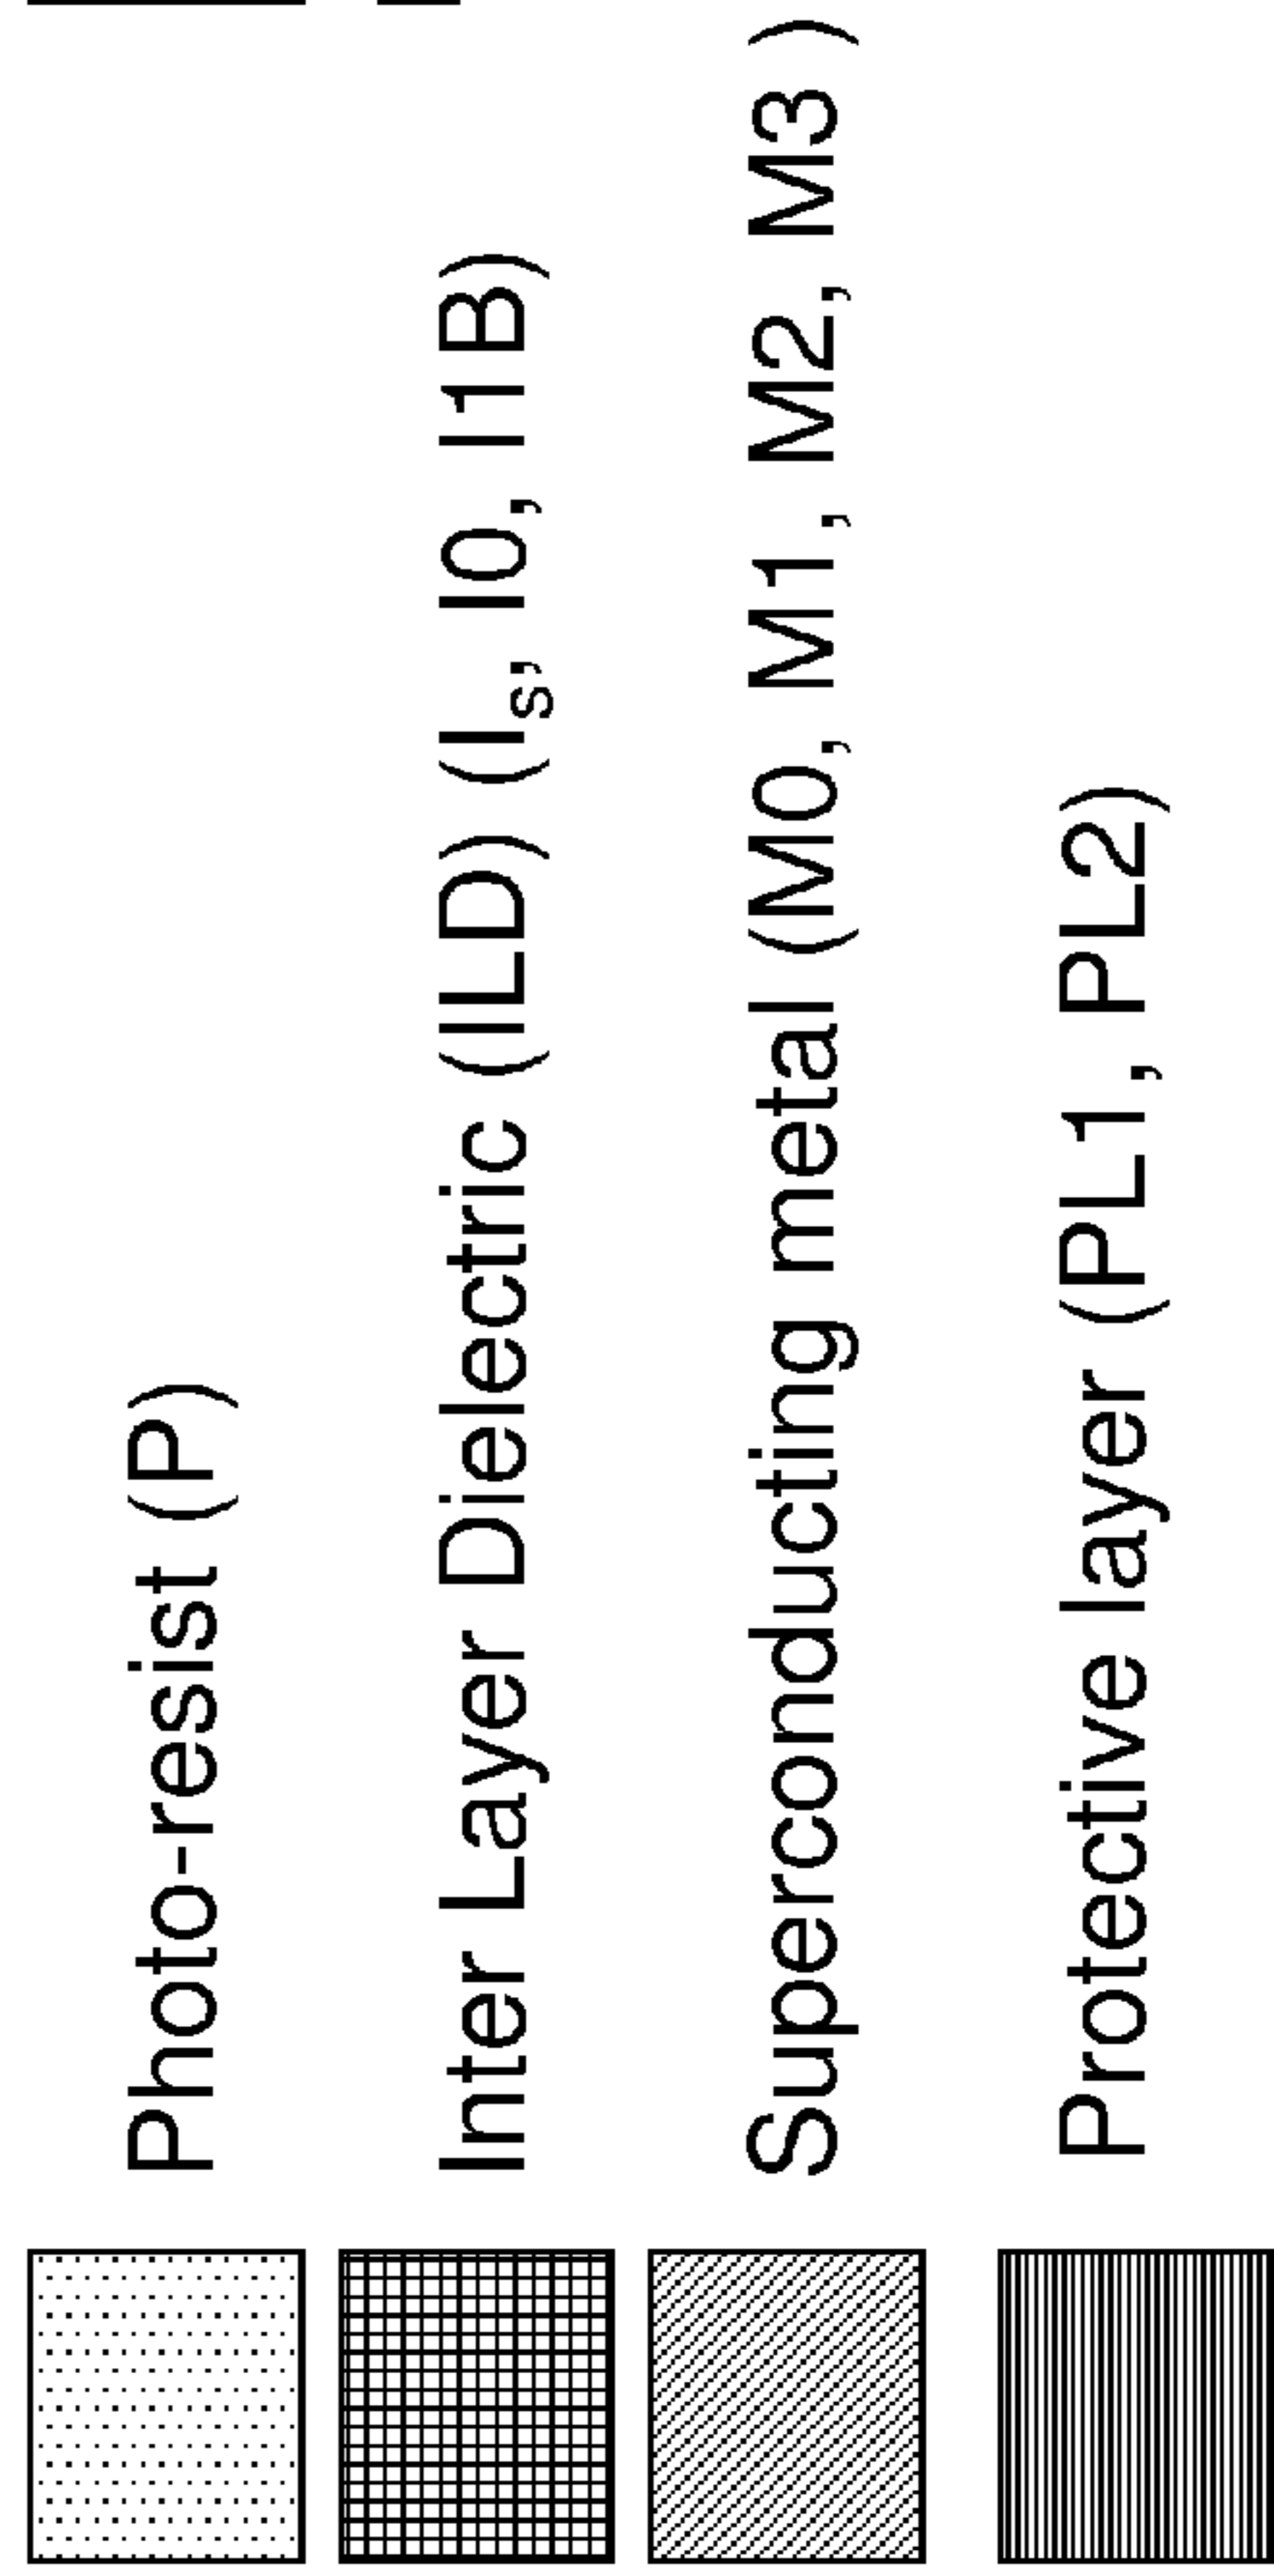 Photo-resist (P)
Inter Layer Dielectric (ILD) (Is, I0, I1B)
Superconducting metal (M0, M1, M2, M3 )
Protective layer (PL1, PL2)